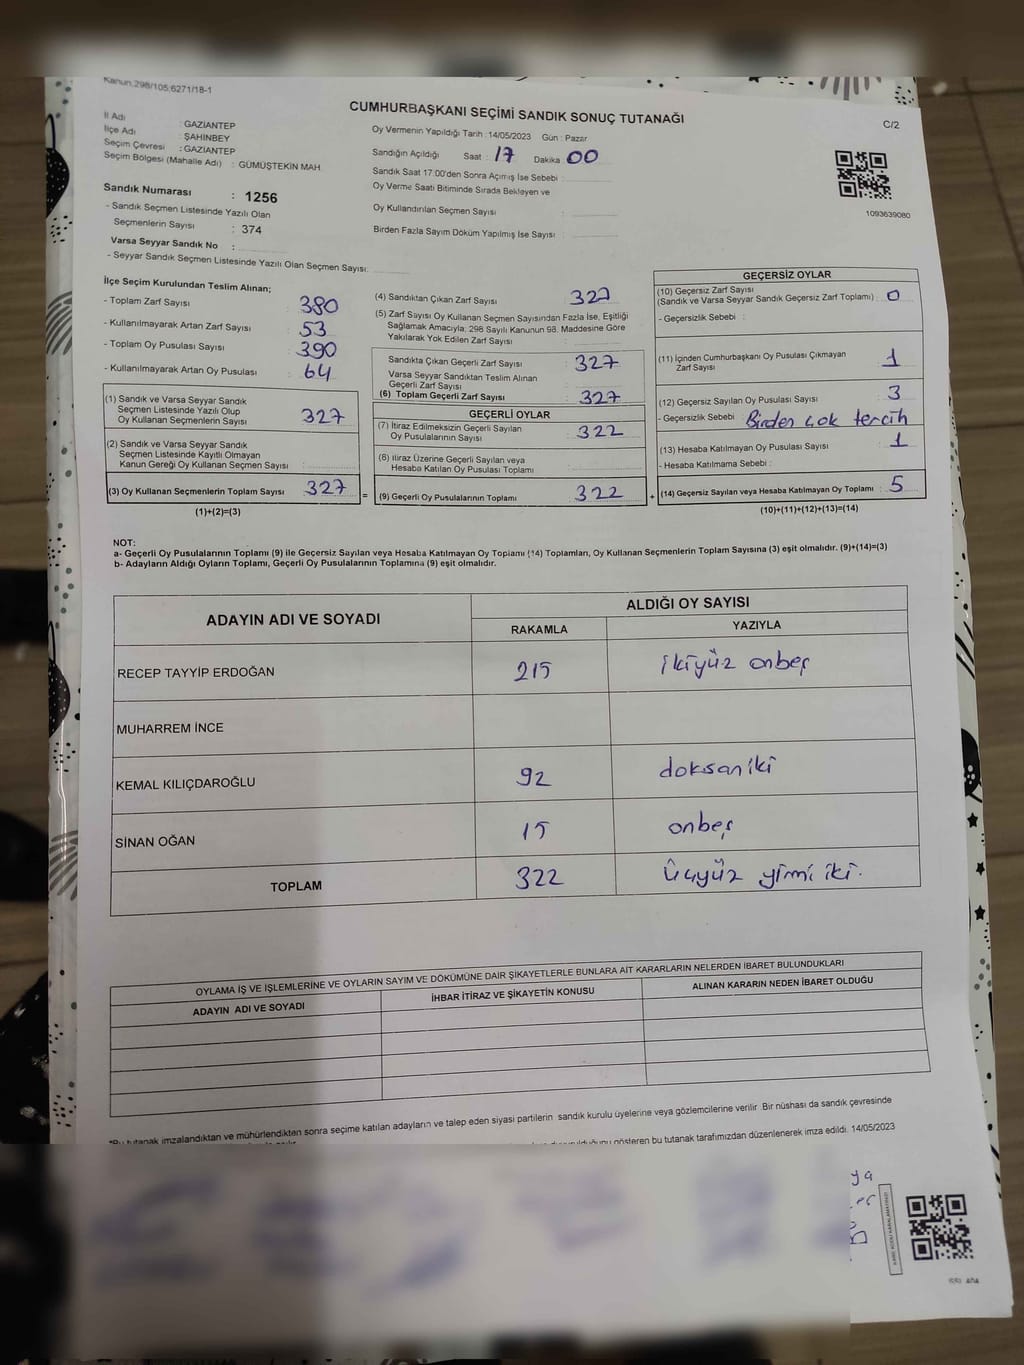 Kanun:298/105;6271/18-1
CUMHURBAŞKANI SEÇİMİ SANDIK SONUÇ TUTANAĞI
C/2
İl Adı : GAZİANTEP
İlçe Adı : ŞAHİNBEY
Seçim Çevresi : GAZİANTEP
Seçim Bölgesi (Mahalle Adı) : GÜMÜŞTEKİN MAH.
Sandık Numarası : 1256
- Sandık Seçmen Listesinde Yazılı Olan
Seçmenlerin Sayısı : 374
Varsa Seyyar Sandık No :
- Seyyar Sandık Seçmen Listesinde Yazılı Olan Seçmen Sayısı:
Oy Vermenin Yapıldığı Tarih : 14/05/2023 Gün : Pazar
Sandığın Açıldığı Saat : 17 Dakika 00
Sandık Saat 17:00'den Sonra Açılmış İse Sebebi :
Oy Verme Saati Bitiminde Sırada Bekleyen ve
Oy Kullandırılan Seçmen Sayısı :
Birden Fazla Sayım Döküm Yapılmış İse Sayısı :
1093639080
İlçe Seçim Kurulundan Teslim Alınan;
- Toplam Zarf Sayısı : 380
- Kullanılmayarak Artan Zarf Sayısı : 53
- Toplam Oy Pusulası Sayısı : 390
- Kullanılmayarak Artan Oy Pusulası : 64
(1) Sandık ve Varsa Seyyar Sandık
Seçmen Listesinde Yazılı Olup
Oy Kullanan Seçmenlerin Sayısı : 327
(2) Sandık ve Varsa Seyyar Sandık
Seçmen Listesinde Kayıtlı Olmayan
Kanun Gereği Oy Kullanan Seçmen Sayısı :
(3) Oy Kullanan Seçmenlerin Toplam Sayısı : 327
(1)+(2)=(3)
=
(4) Sandıktan Çıkan Zarf Sayısı : 327
(5) Zarf Sayısı Oy Kullanan Seçmen Sayısından Fazla İse, Eşitliği
Sağlamak Amacıyla; 298 Sayılı Kanunun 98. Maddesine Göre
Yakılarak Yok Edilen Zarf Sayısı :
Sandıkta Çıkan Geçerli Zarf Sayısı : 327
Varsa Seyyar Sandıktan Teslim Alınan
Geçerli Zarf Sayısı :
(6) Toplam Geçerli Zarf Sayısı : 327
GEÇERLİ OYLAR
(7) İtiraz Edilmeksizin Geçerli Sayılan
Oy Pusulalarının Sayısı : 322
(8) İtiraz Üzerine Geçerli Sayılan veya
Hesaba Katılan Oy Pusulası Toplamı :
(9) Geçerli Oy Pusulalarının Toplamı : 322
+
GEÇERSİZ OYLAR
(10) Geçersiz Zarf Sayısı
(Sandık ve Varsa Seyyar Sandık Geçersiz Zarf Toplamı) : 0
- Geçersizlik Sebebi :
(11) İçinden Cumhurbaşkanı Oy Pusulası Çıkmayan
Zarf Sayısı : 1
(12) Geçersiz Sayılan Oy Pusulası Sayısı : 3
- Geçersizlik Sebebi : Birden çok tercih
(13) Hesaba Katılmayan Oy Pusulası Sayısı : 1
- Hesaba Katılmama Sebebi :
(14) Geçersiz Sayılan veya Hesaba Katılmayan Oy Toplamı : 5
(10)+(11)+(12)+(13)=(14)
NOT:
a- Geçerli Oy Pusulalarının Toplamı (9) ile Geçersiz Sayılan veya Hesaba Katılmayan Oy Toplamı (14) Toplamları, Oy Kullanan Seçmenlerin Toplam Sayısına (3) eşit olmalıdır. (9)+(14)=(3)
b- Adayların Aldığı Oyların Toplamı, Geçerli Oy Pusulalarının Toplamına (9) eşit olmalıdır.
ADAYIN ADI VE SOYADI
ALDIĞI OY SAYISI
RAKAMLA YAZIYLA
RECEP TAYYİP ERDOĞAN 215 ikiyüz onbeş
MUHARREM İNCE
KEMAL KILIÇDAROĞLU 92 doksaniki
SİNAN OĞAN 15 onbeş
TOPLAM 322 üçyüz yirmi iki.
OYLAMA İŞ VE İŞLEMLERİNE VE OYLARIN SAYIM VE DÖKÜMÜNE DAİR ŞİKAYETLERLE BUNLARA AİT KARARLARIN NELERDEN İBARET BULUNDUKLARI
ADAYIN ADI VE SOYADI İHBAR İTİRAZ VE ŞİKAYETİN KONUSU ALINAN KARARIN NEDEN İBARET OLDUĞU
*Bu tutanak imzalandıktan ve mühürlendikten sonra seçime katılan adayların ve talep eden siyasi partilerin sandık kurulu üyelerine veya gözlemcilerine verilir. Bir nüshası da sandık çevresinde
gösteren bu tutanak tarafımızdan düzenlenerek imza edildi. 14/05/2023